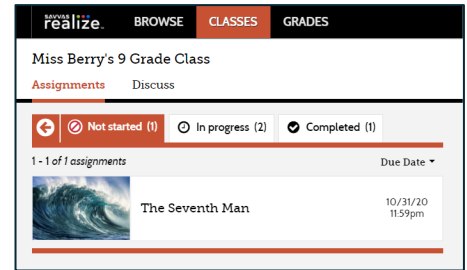 SAVVAS
realize. BROWSE CLASSES GRADES
Miss Berry's 9 Grade Class
Assignments Discuss
Not started (1) In progress (2) Completed (1)
1 - 1 of 1 assignments Due Date
The Seventh Man 10/31/20
11:59pm